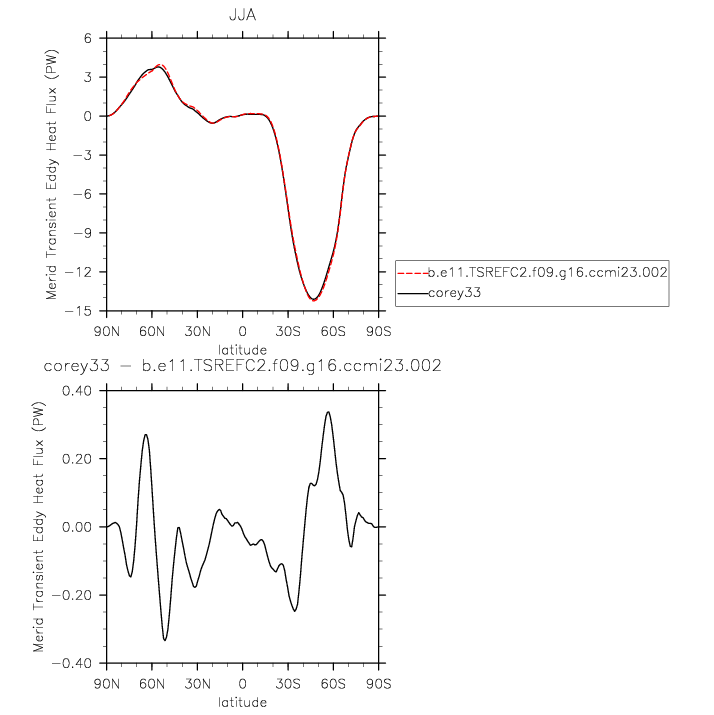 JJA
Merid Transient Eddy Heat Flux (PW)
6
3
0
−3
−6
−9
−12
−15
90N 60N 30N 0 30S 60S 90S
latitude
b.e11.TSREFC2.f09.g16.ccmi23.002
corey33
corey33 − b.e11.TSREFC2.f09.g16.ccmi23.002
Merid Transient Eddy Heat Flux (PW)
0.40
0.20
0.00
−0.20
−0.40
90N 60N 30N 0 30S 60S 90S
latitude